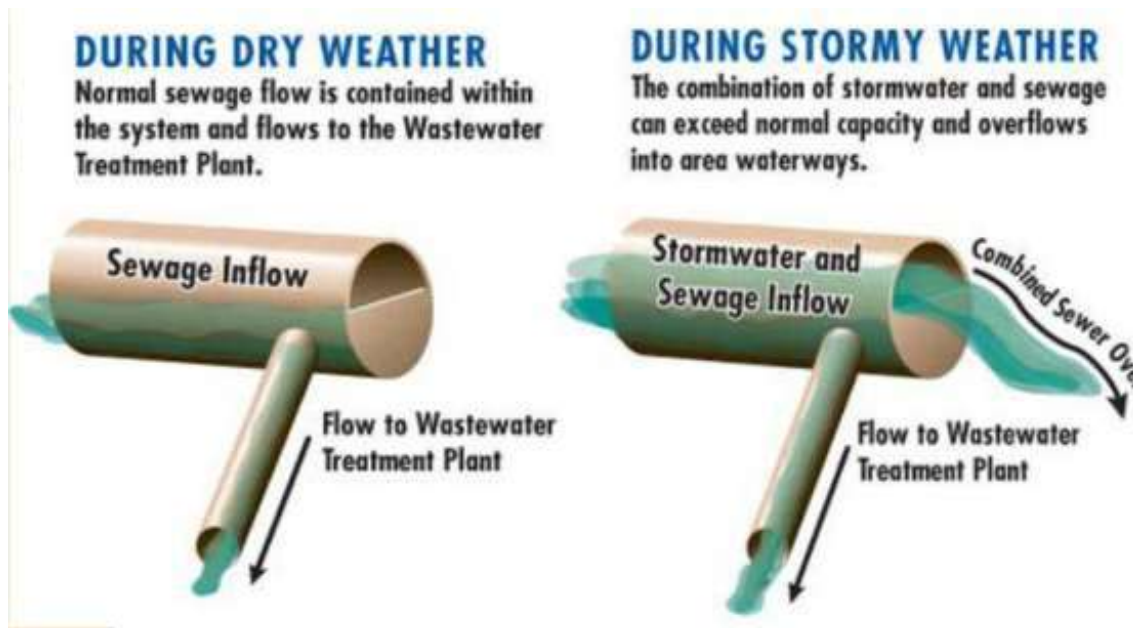 DURING DRY WEATHER
Normal sewage flow is contained within
the system and flows to the Wastewater
Treatment Plant.
Sewage Inflow
Flow to Wastewater
Treatment Plant
DURING STORMY WEATHER
The combination of stormwater and sewage
can exceed normal capacity and overflows
into area waterways.
Stormwater and
Sewage Inflow
Combined Sewer
Flow to Wastewater
Treatment Plant